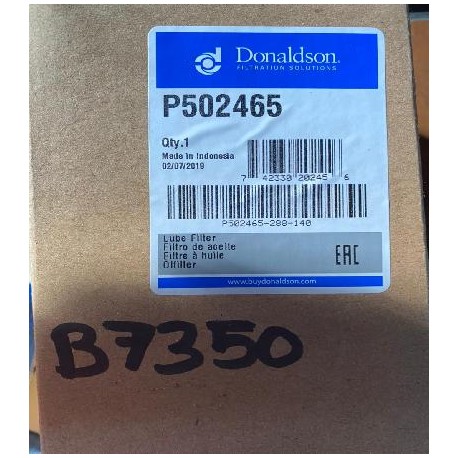 Donaldson.
FILTRATION SOLUTIONS
P502465
Qty.1
Made in Indonesia
02/07/2019
7 42330 20245 6
P502465-288-140
Lube Filter
Filtro de aceite
Filtre à huile
Ölfilter
EAC
www.buydonaldson.com
B7350